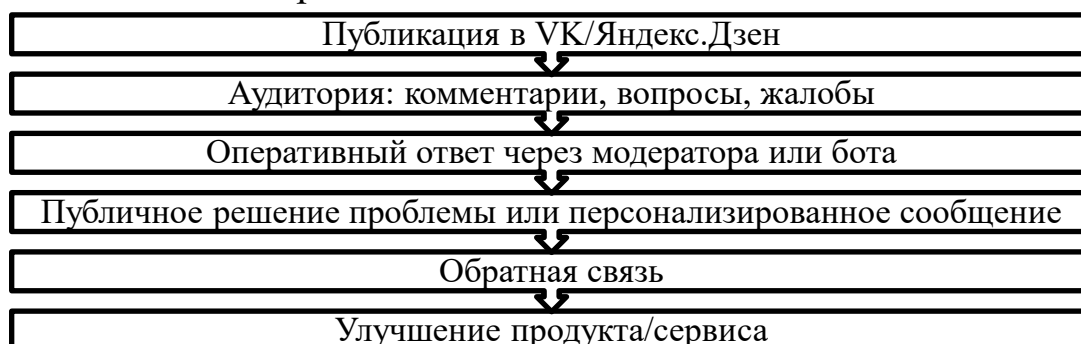 Публикация в VK/Яндекс.Дзен
Аудитория: комментарии, вопросы, жалобы
Оперативный ответ через модератора или бота
Публичное решение проблемы или персонализированное сообщение
Обратная связь
Улучшение продукта/сервиса